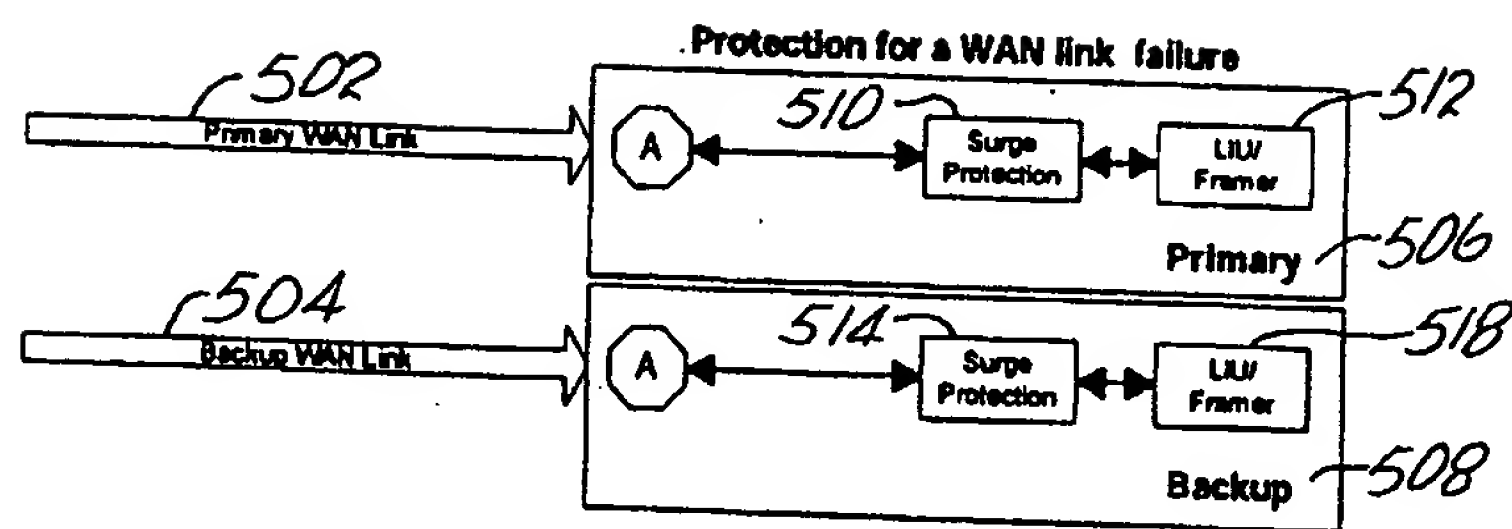 Protection for a WAN link failure
502
Primary WAN Link
A
510
Surge
Protection
512
LIU/
Framer
Primary
506
504
Backup WAN Link
A
514
Surge
Protection
518
LIU/
Framer
Backup
508